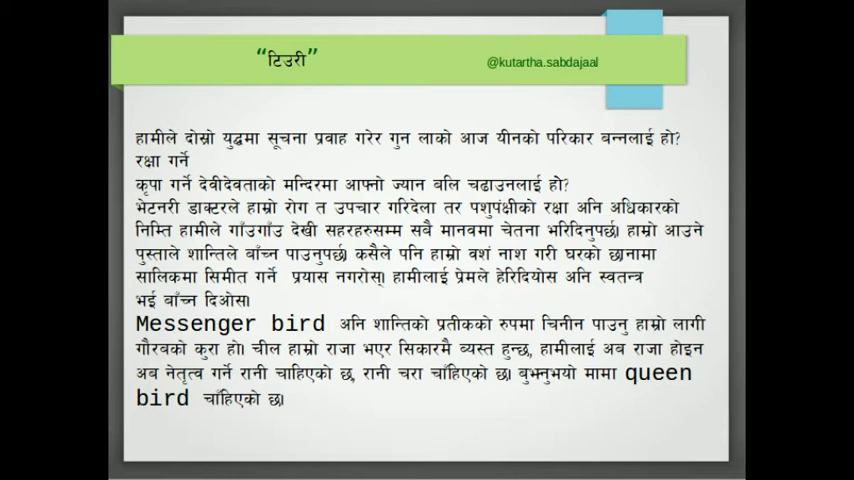 “टिउरी”
@kutartha.sabdajaal
हामीले दोस्रो युद्धमा सूचना प्रवाह गरेर गुन लाको आज यीनको परिकार बन्नलाई हो?
रक्षा गर्ने
कृपा गर्ने देवीदेवताको मन्दिरमा आफ्नो ज्यान बलि चढाउनलाई हो?
भेटनरी डाक्टरले हाम्रो रोग त उपचार गरिदेला तर पशुपंक्षीको रक्षा अनि अधिकारको
निम्ति हामीले गाँउगाँउ देखी सहरहरुसम्म सबै मानवमा चेतना भरिदिनुपर्छ। हाम्रो आउने
पुस्ताले शान्तिले बाँच्न पाउनुपर्छ। कसैले पनि हाम्रो वशं नाश गरी घरको छानामा
सालिकमा सिमीत गर्ने प्रयास नगरोस्। हामीलाई प्रेमले हेरिदियोस अनि स्वतन्त्र
भई बाँच्न दिओस।
Messenger bird अनि शान्तिको प्रतीकको रुपमा चिनीन पाउनु हाम्रो लागी
गौरबको कुरा हो। चील हाम्रो राजा भएर सिकारमै व्यस्त हुन्छ, हामीलाई अब राजा होइन
अब नेतृत्व गर्ने रानी चाहिएको छ, रानी चरा चाँहिएको छ। बुझ्नुभयो मामा queen
bird चाँहिएको छ।